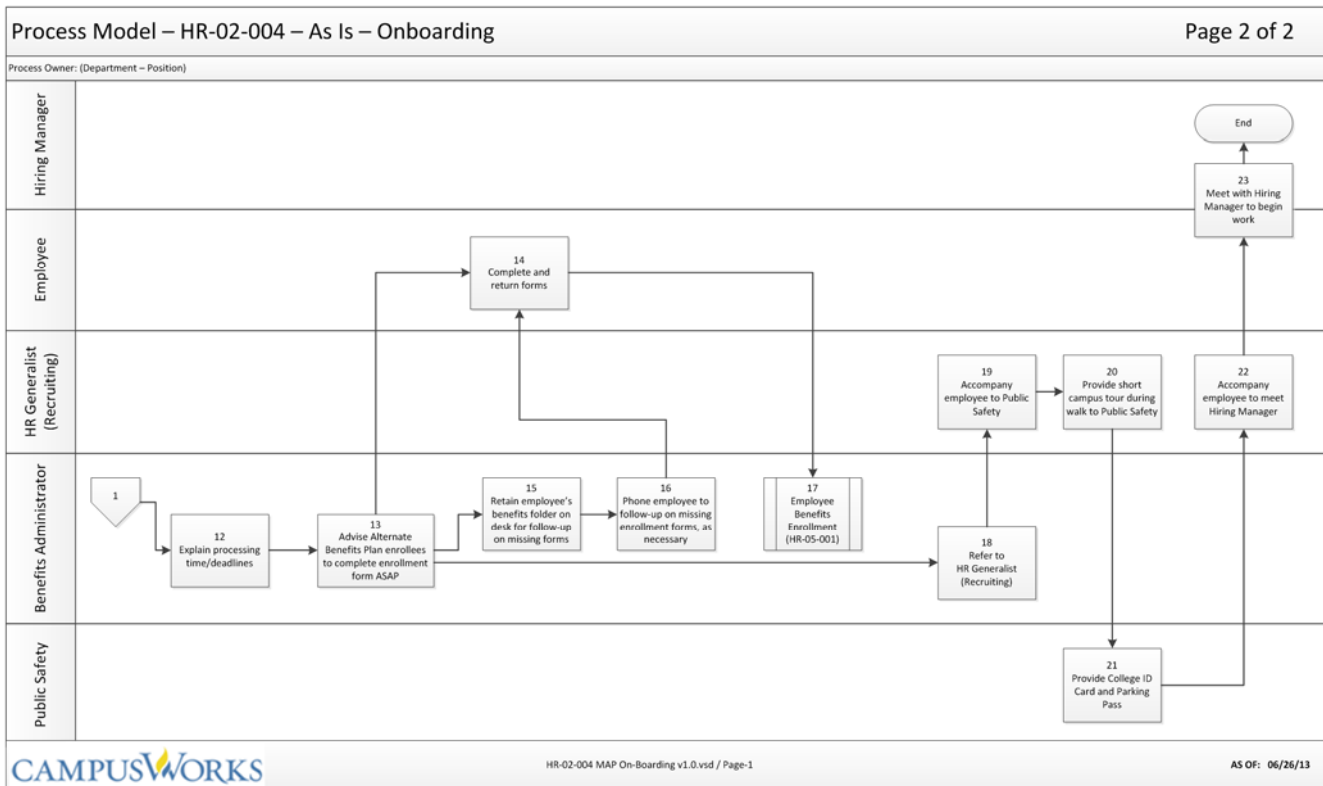 Process Model – HR-02-004 – As Is – Onboarding
Page 2 of 2
Process Owner: (Department – Position)
Hiring Manager
End
23
Meet with Hiring
Manager to begin
work
Employee
14
Complete and
return forms
HR Generalist
(Recruiting)
19
Accompany
employee to Public
Safety
20
Provide short
campus tour during
walk to Public Safety
22
Accompany
employee to meet
Hiring Manager
Benefits Administrator
1
12
Explain processing
time/deadlines
13
Advise Alternate
Benefits Plan enrollees
to complete enrollment
form ASAP
15
Retain employee's
benefits folder on
desk for follow-up
on missing forms
16
Phone employee to
follow-up on missing
enrollment forms, as
necessary
17
Employee
Benefits
Enrollment
(HR-05-001)
18
Refer to
HR Generalist
(Recruiting)
Public Safety
21
Provide College ID
Card and Parking
Pass
CAMPUSWORKS
HR-02-004 MAP On-Boarding v1.0.vsd / Page-1
AS OF: 06/26/13